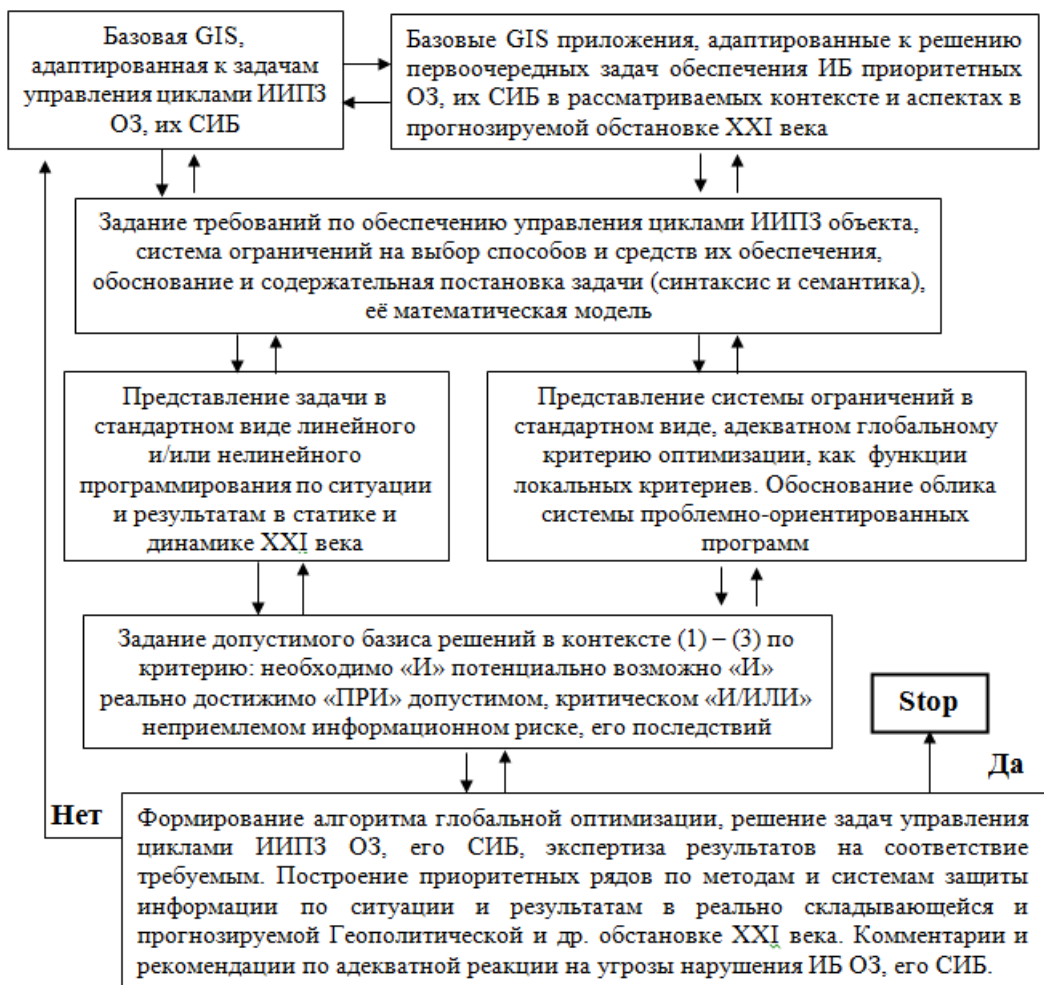 Базовая GIS,
адаптированная к задачам
управления циклами ИИПЗ
ОЗ, их СИБ
Базовые GIS приложения, адаптированные к решению
первоочередных задач обеспечения ИБ приоритетных
ОЗ, их СИБ в рассматриваемых контексте и аспектах в
прогнозируемой обстановке XXI века
Задание требований по обеспечению управления циклами ИИПЗ объекта,
система ограничений на выбор способов и средств их обеспечения,
обоснование и содержательная постановка задачи (синтаксис и семантика),
её математическая модель
Представление задачи в
стандартном виде линейного
и/или нелинейного
программирования по ситуации
и результатам в статике и
динамике XXI века
Представление системы ограничений в
стандартном виде, адекватном глобальному
критерию оптимизации, как функции
локальных критериев. Обоснование облика
системы проблемно-ориентированных
программ
Задание допустимого базиса решений в контексте (1) – (3) по
критерию: необходимо «И» потенциально возможно «И»
реально достижимо «ПРИ» допустимом, критическом «И/ИЛИ»
неприемлемом информационном риске, его последствий
Stop
Да
Нет
Формирование алгоритма глобальной оптимизации, решение задач управления
циклами ИИПЗ ОЗ, его СИБ, экспертиза результатов на соответствие
требуемым. Построение приоритетных рядов по методам и системам защиты
информации по ситуации и результатам в реально складывающейся и
прогнозируемой Геополитической и др. обстановке XXI века. Комментарии и
рекомендации по адекватной реакции на угрозы нарушения ИБ ОЗ, его СИБ.